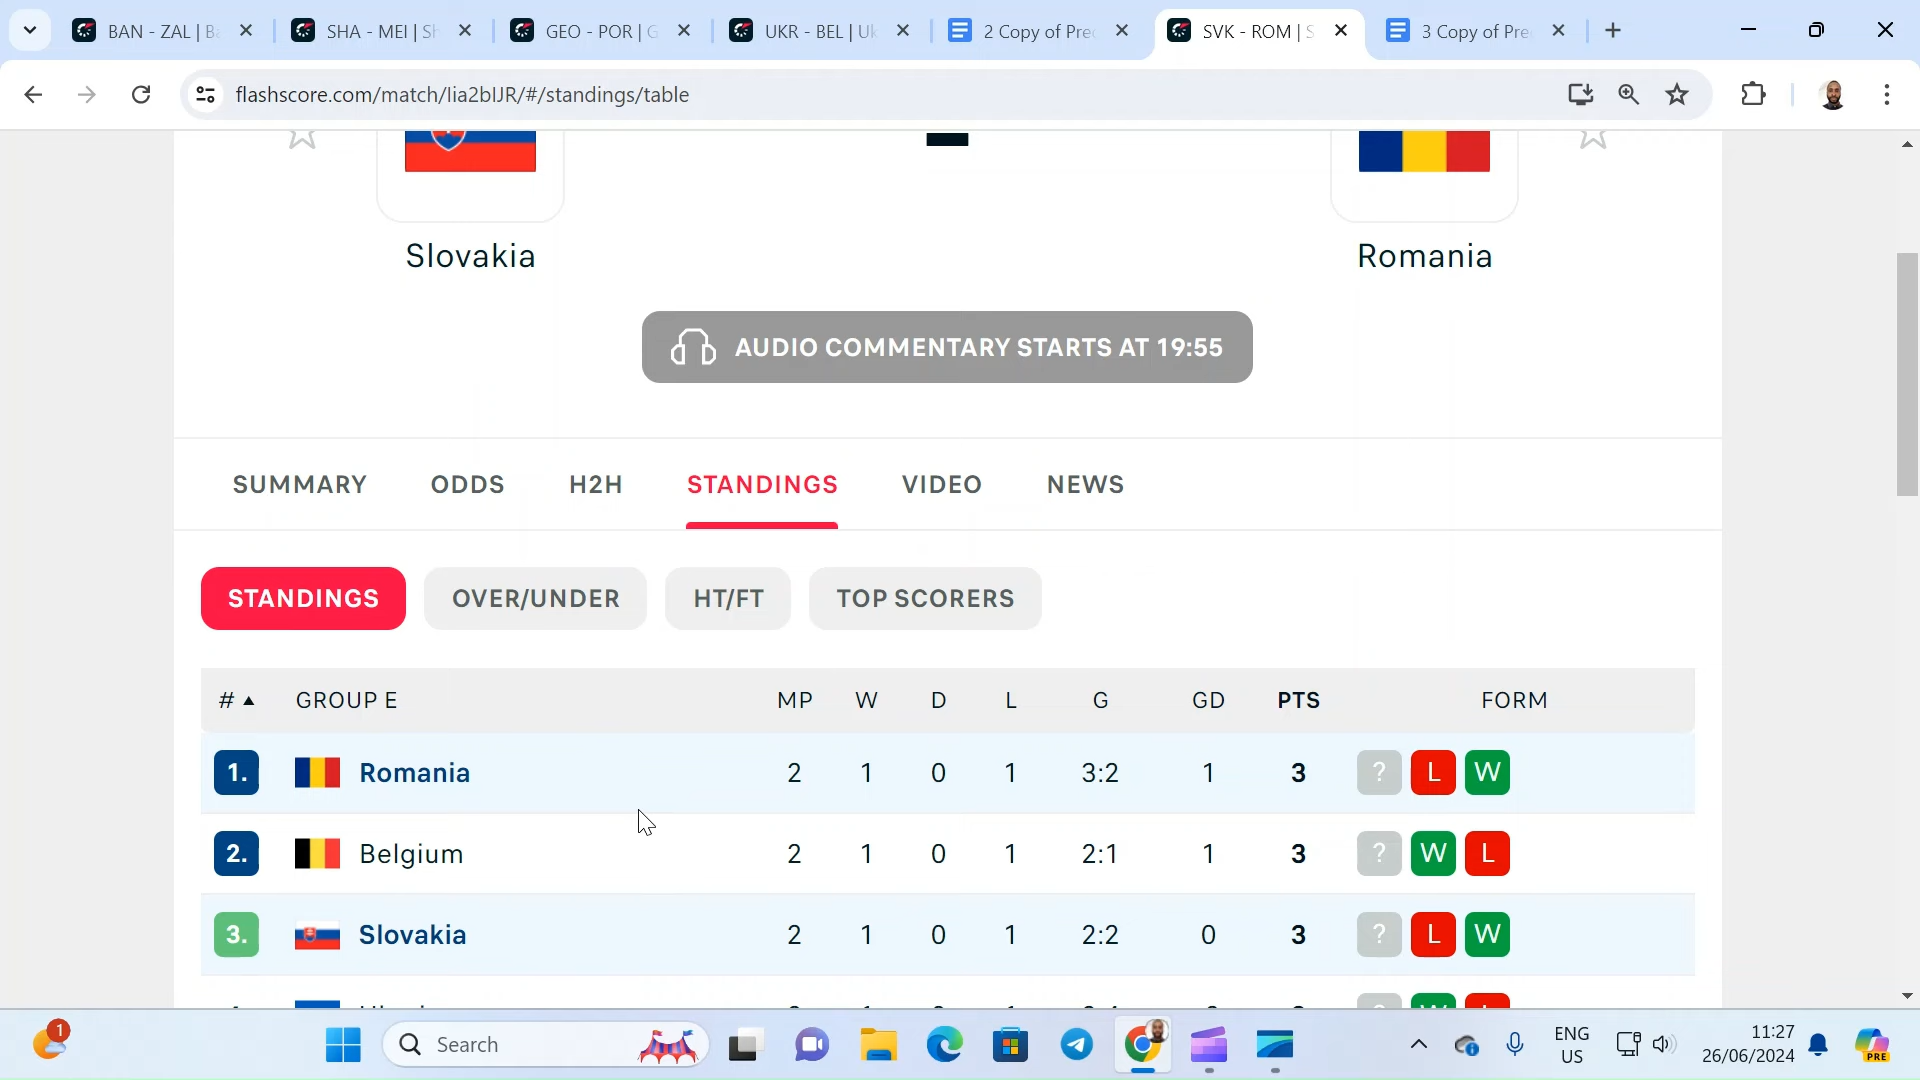 BAN - ZAL | Ba
SHA - MEI | Sh
GEO - POR | G
UKR - BEL | Uk
2 Copy of Pre
SVK - ROM | S
3 Copy of Pre
flashscore.com/match/lia2blJR/#/standings/table
Slovakia
Romania
AUDIO COMMENTARY STARTS AT 19:55
SUMMARY ODDS H2H STANDINGS VIDEO NEWS
STANDINGS OVER/UNDER HT/FT TOP SCORERS
# GROUP E MP W D L G GD PTS FORM
1. Romania 2 1 0 1 3:2 1 3 ? L W
2. Belgium 2 1 0 1 2:1 1 3 ? W L
3. Slovakia 2 1 0 1 2:2 0 3 ? L W
1
Search
ENG
US
11:27
26/06/2024
PRE